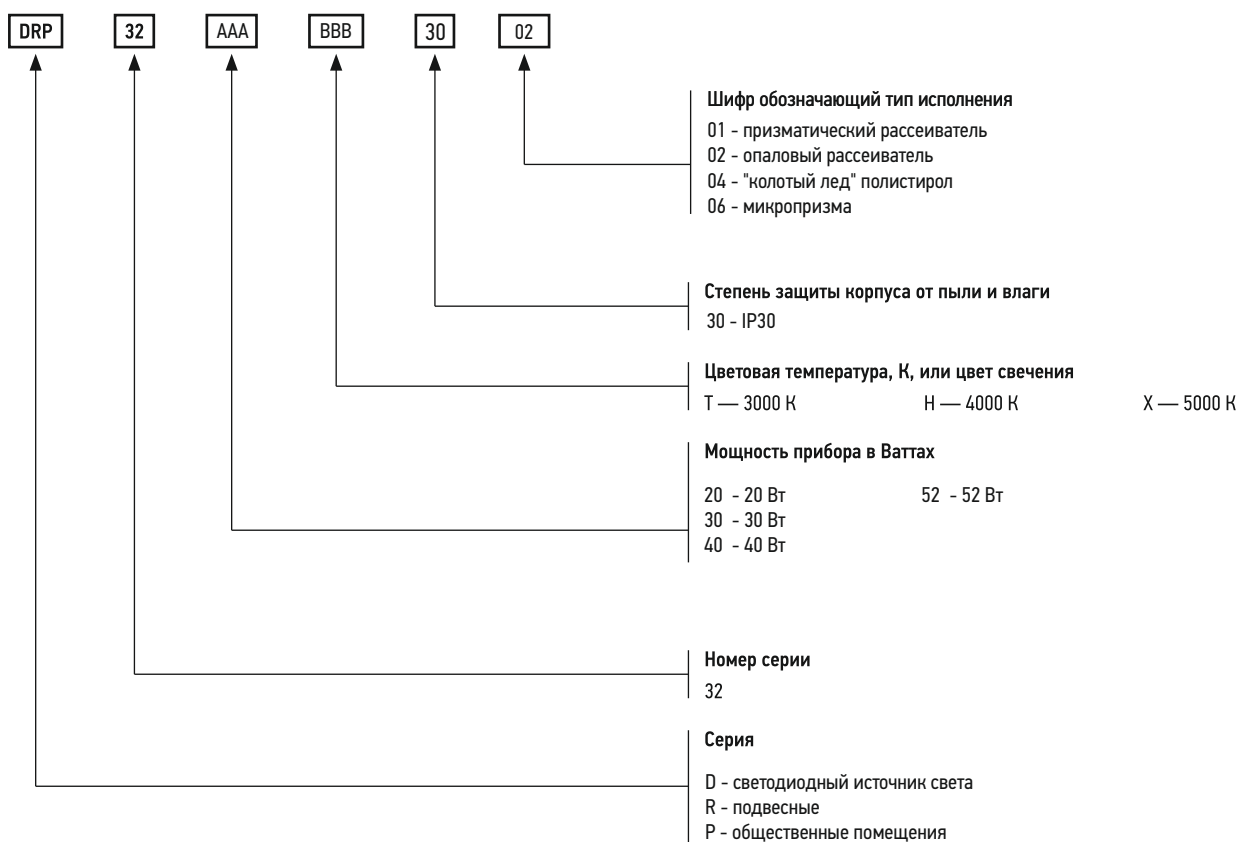 DRP 32 AAA BBB 30 02
Шифр обозначающий тип исполнения
01 - призматический рассеиватель
02 - опаловый рассеиватель
04 - "колотый лед" полистирол
06 - микропризма
Степень защиты корпуса от пыли и влаги
30 - IP30
Цветовая температура, К, или цвет свечения
Т — 3000 К Н — 4000 К Х — 5000 К
Мощность прибора в Ваттах
20 - 20 Вт 52 - 52 Вт
30 - 30 Вт
40 - 40 Вт
Номер серии
32
Серия
D - светодиодный источник света
R - подвесные
P - общественные помещения